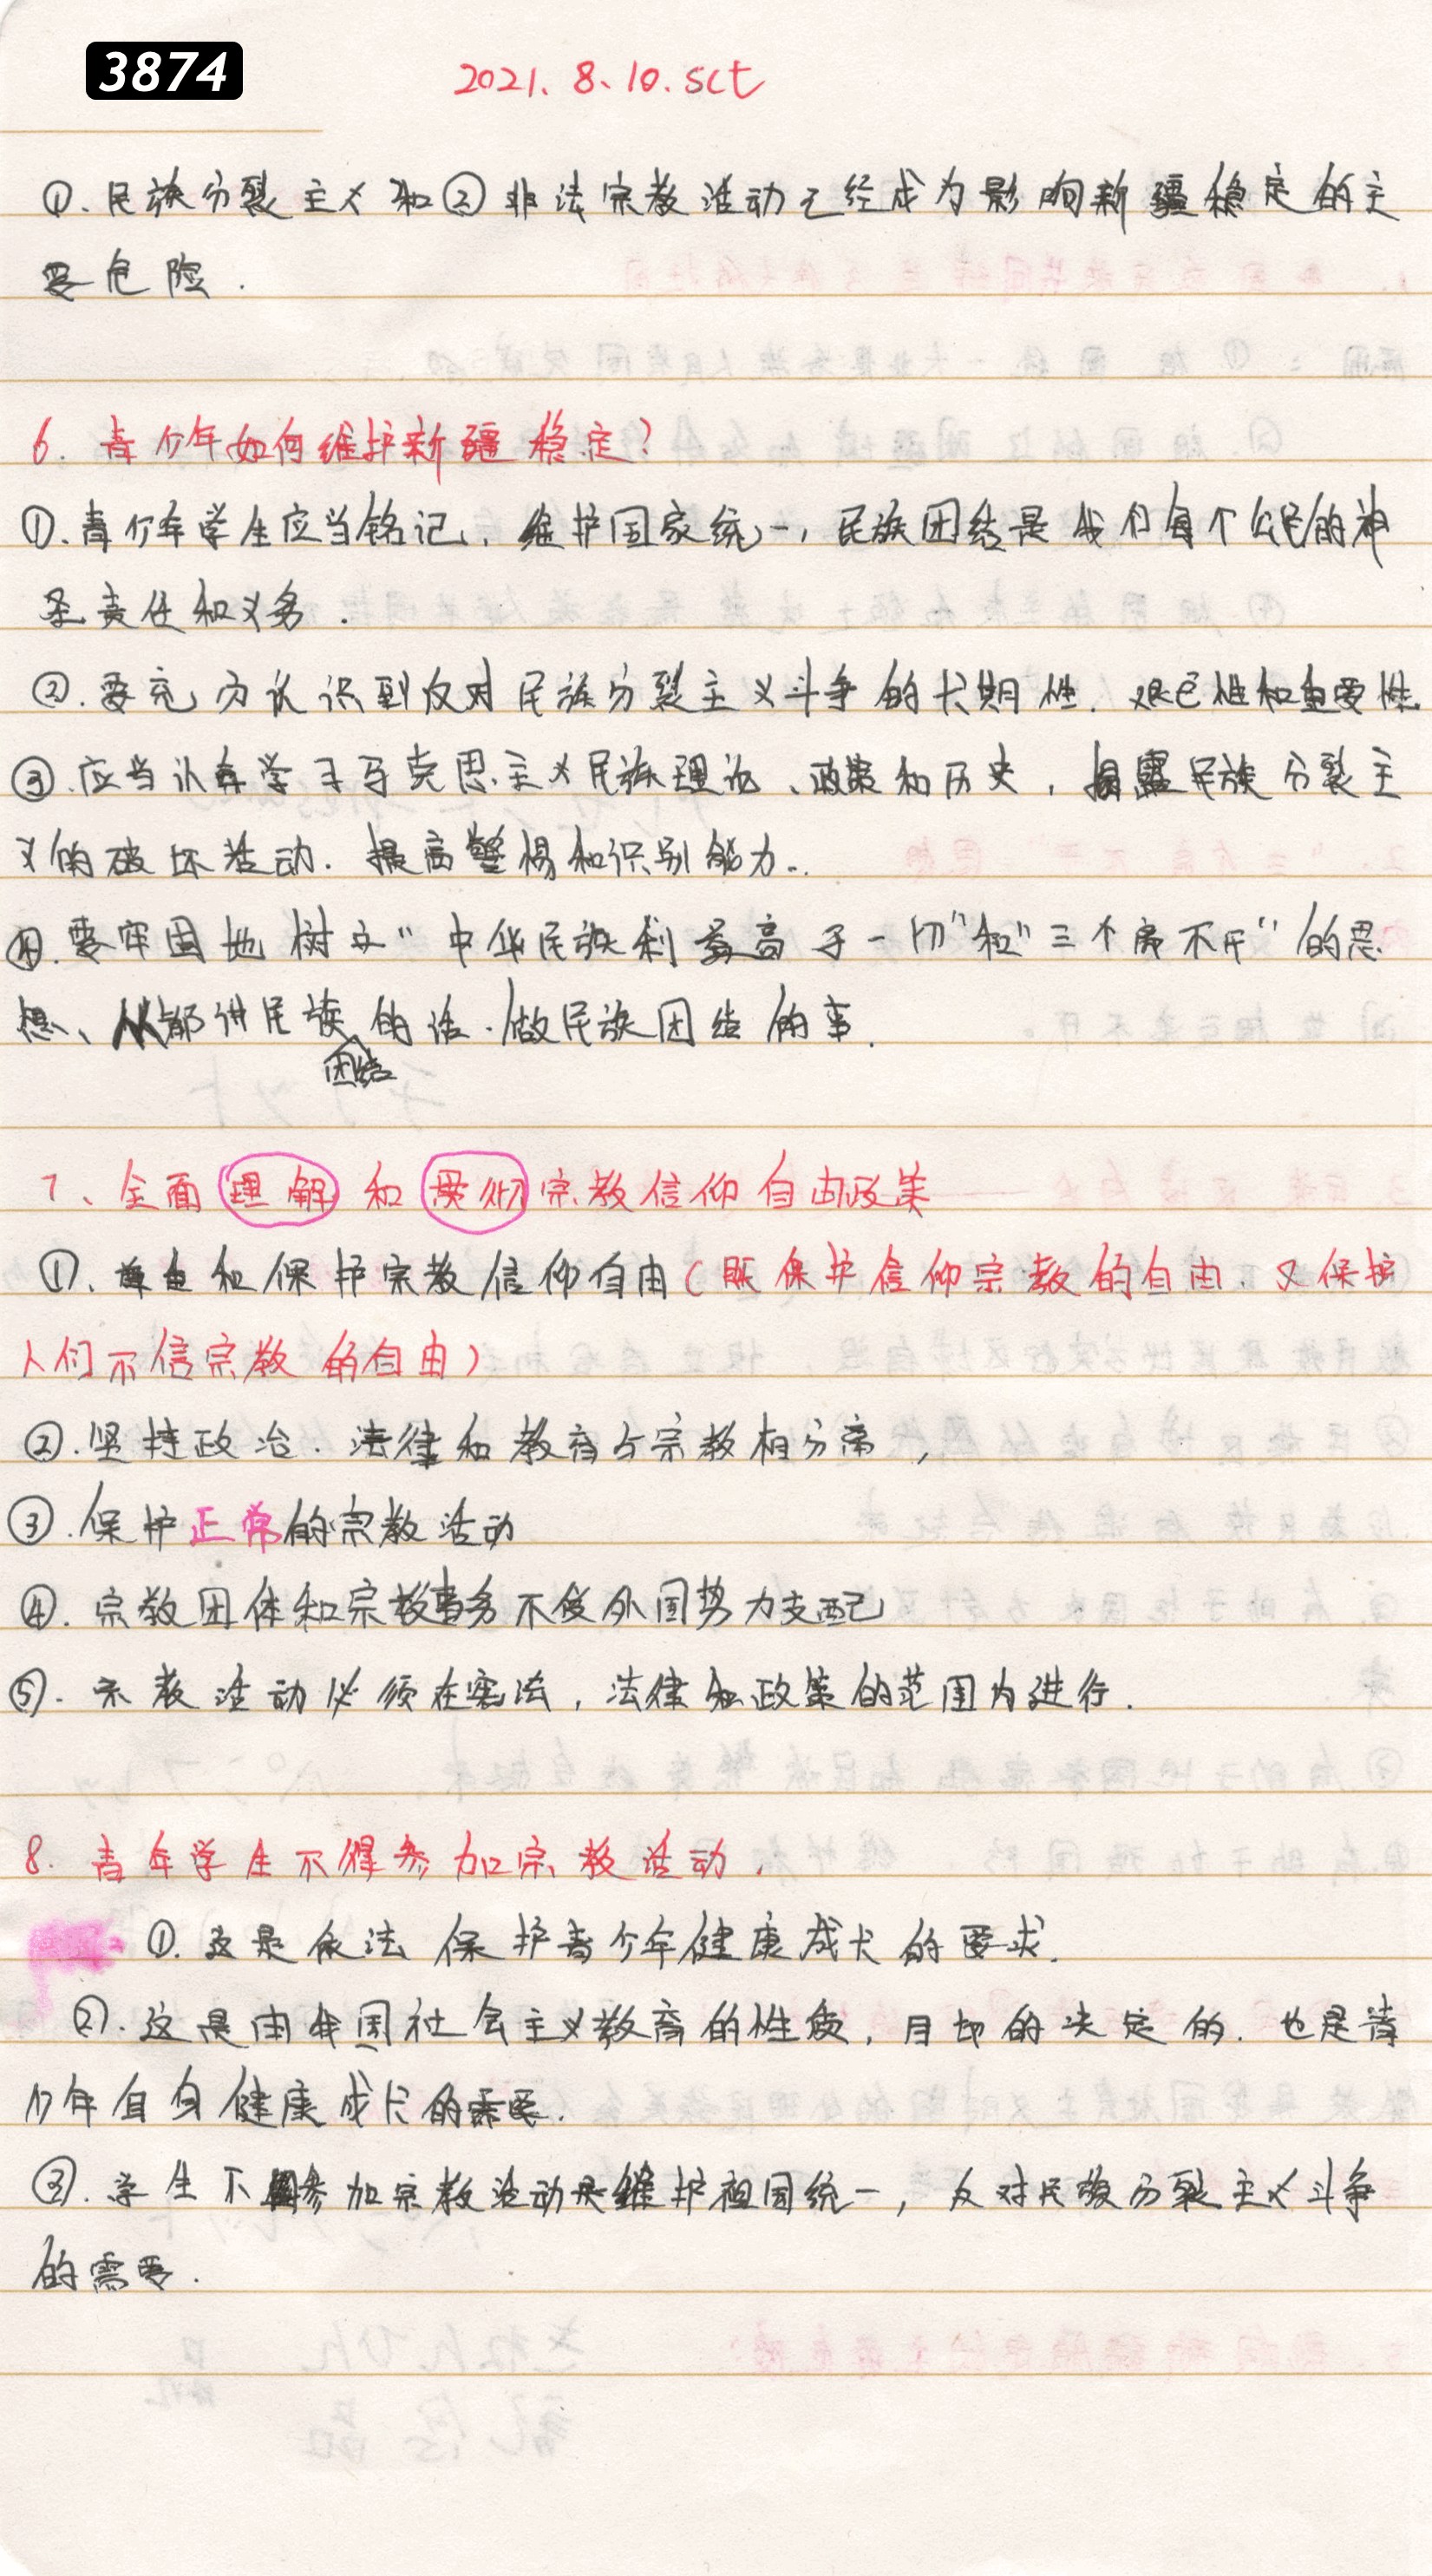 3874
2021.8.10.sct
①.民族分裂主义和②非法宗教活动已经成为影响新疆稳定的主
要危险.
6. 青少年如何维护新疆稳定?
①.青少年学生应当铭记,维护国家统一,民族团结是我们每个公民的神
圣责任和义务.
②.要充分认识到反对民族分裂主义斗争的长期性.艰巨性和重要性
③.应当认真学习马克思主义民族理论、政策和历史,揭露民族分裂主
义的破坏活动.提高警惕和识别能力..
④.要牢固地树立"中华民族利益高于一切"和"三个离不开"的思
想、都讲民族团结的话.做民族团结的事.
7、全面理解和贯彻宗教信仰自由政策
①.尊重和保护宗教信仰自由(既保护信仰宗教的自由.又保护
人们不信宗教的自由)
②.坚持政治.法律和教育与宗教相分离,
③.保护正常的宗教活动
④.宗教团体和宗教事务不受外国势力支配
⑤.宗教活动必须在宪法,法律和政策的范围内进行.
8.青年学生不得参加宗教活动.
①.这是依法保护青少年健康成长的要求.
②.这是由我国社会主义教育的性质,目的决定的.也是青
少年自身健康成长的需要.
③.学生不参加宗教活动是维护祖国统一,反对民族分裂主义斗争
的需要.